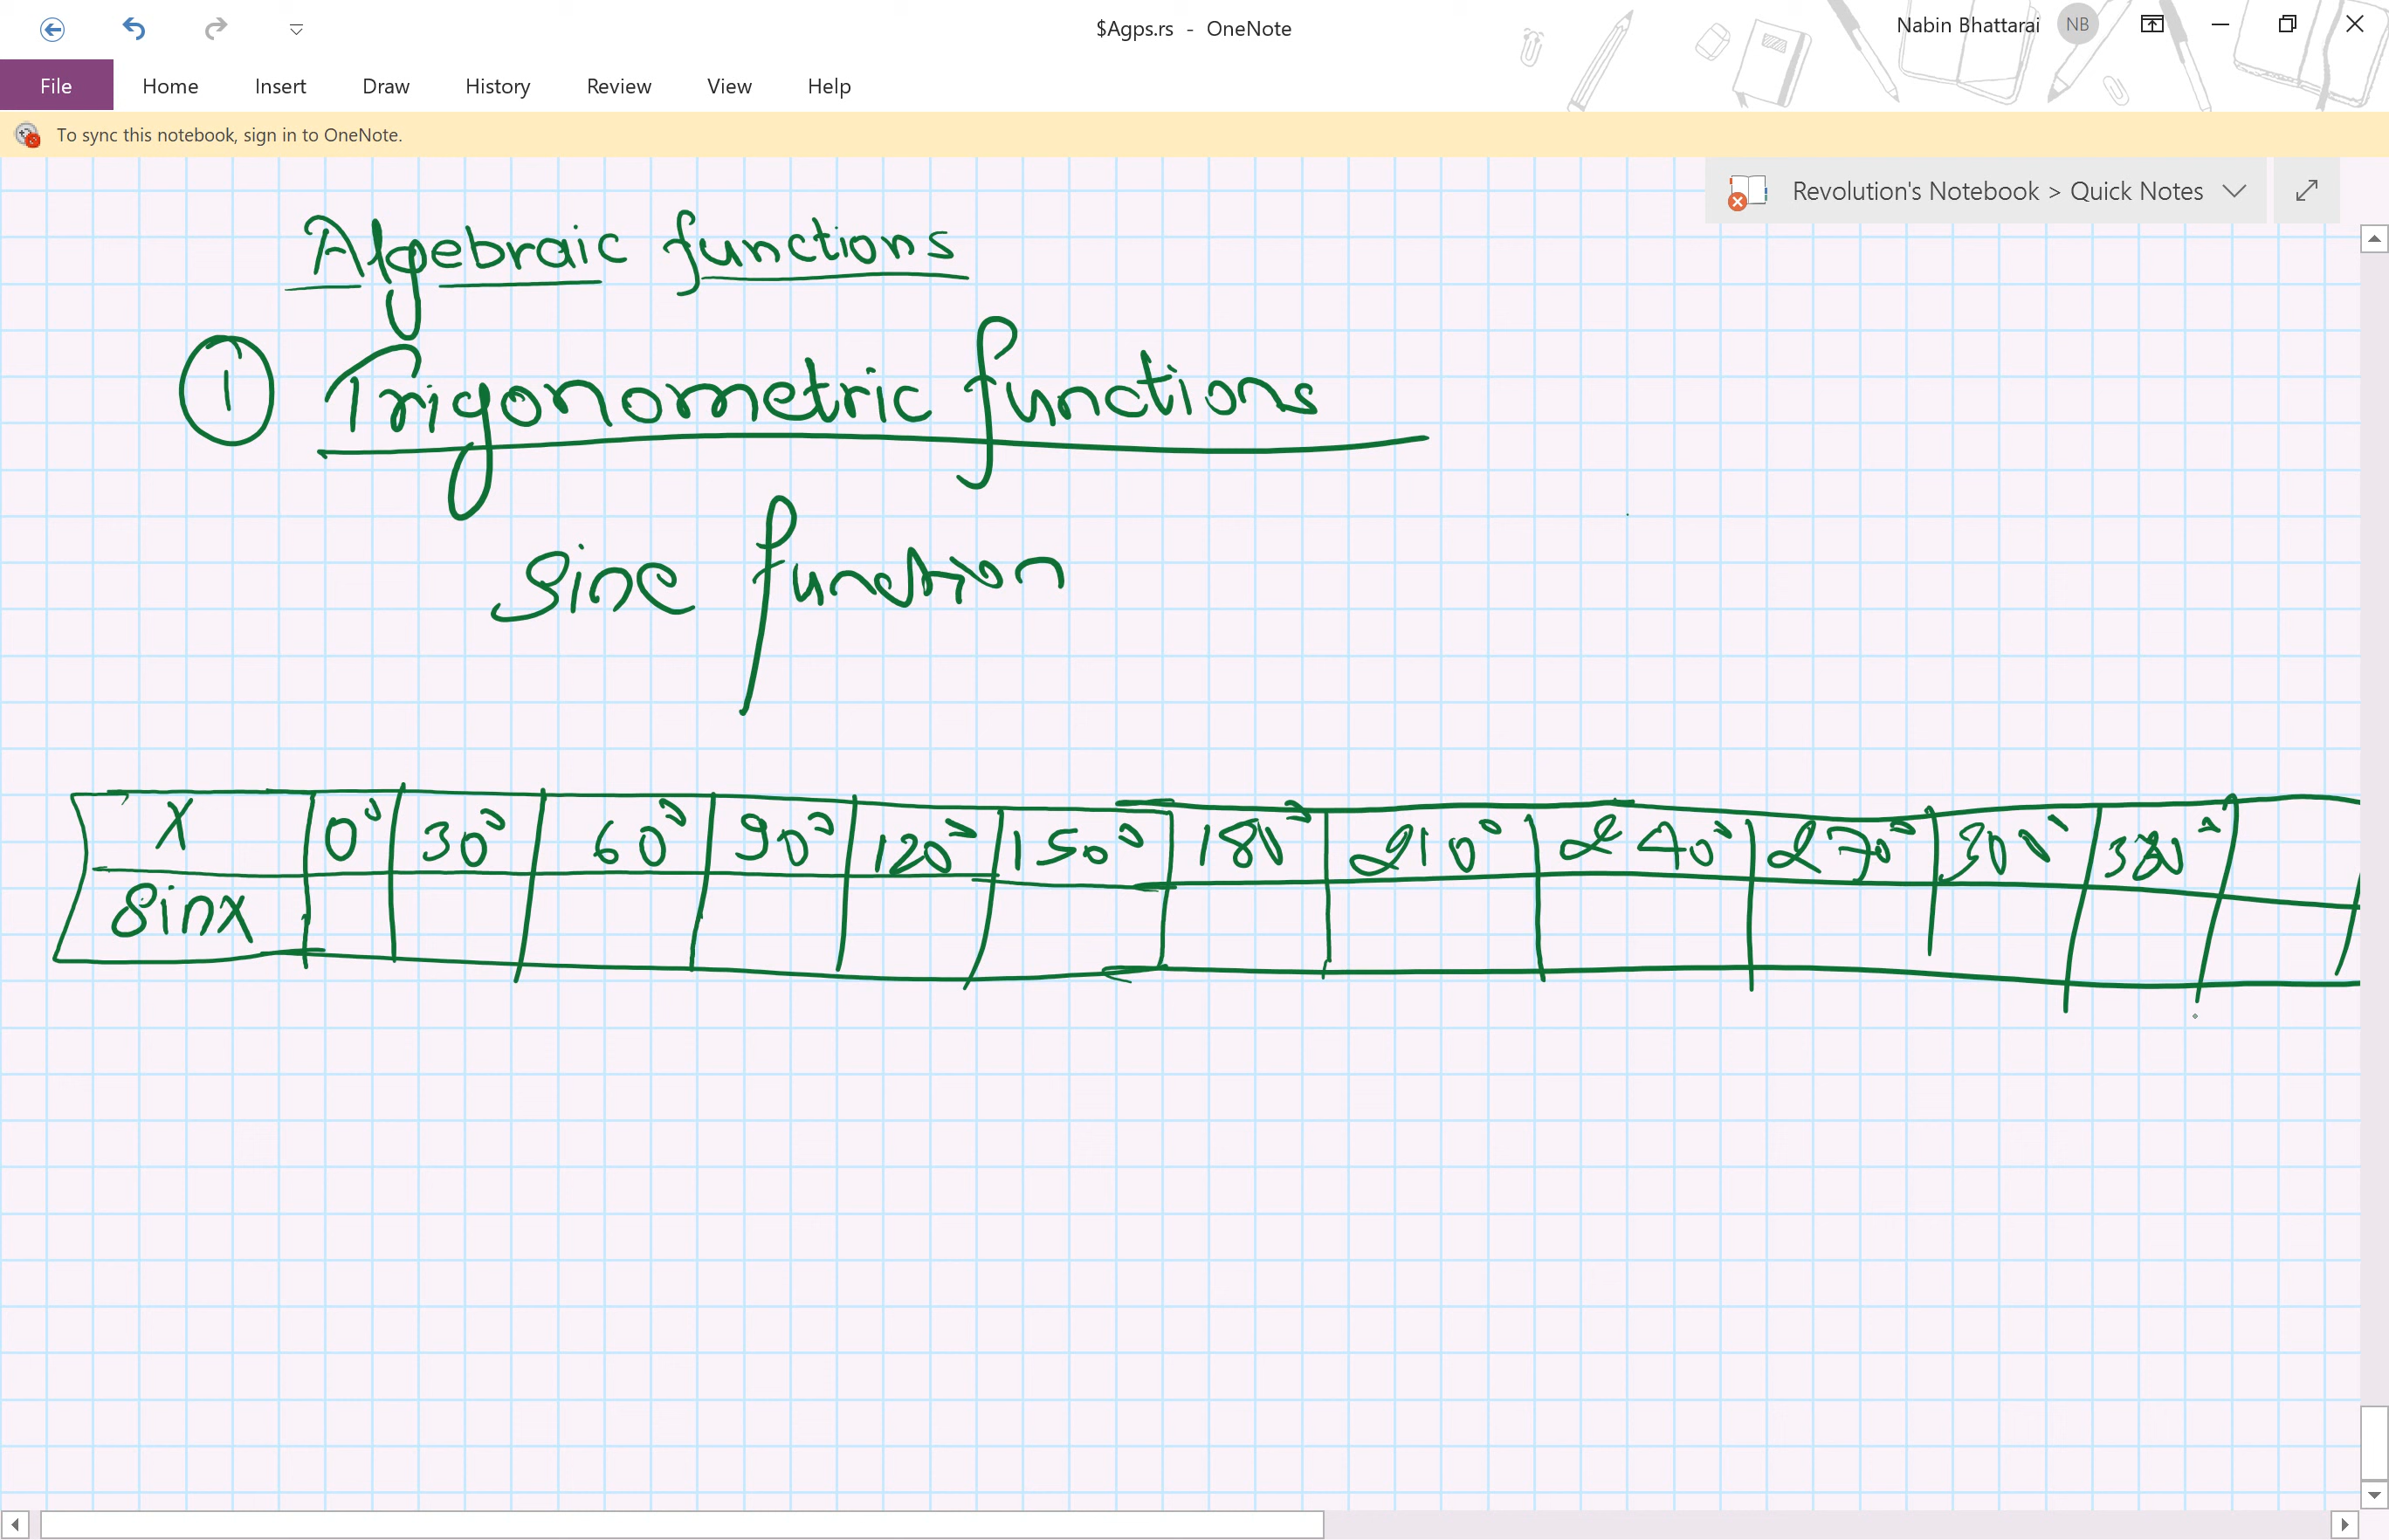 $Agps.rs - OneNote
Nabin Bhattarai NB
File Home Insert Draw History Review View Help
To sync this notebook, sign in to OneNote.
Revolution's Notebook > Quick Notes
Algebraic functions
① Trigonometric functions
Sine function
X 0° 30° 60° 90° 120° 150° 180° 210° 240° 270° 300°
Sinx